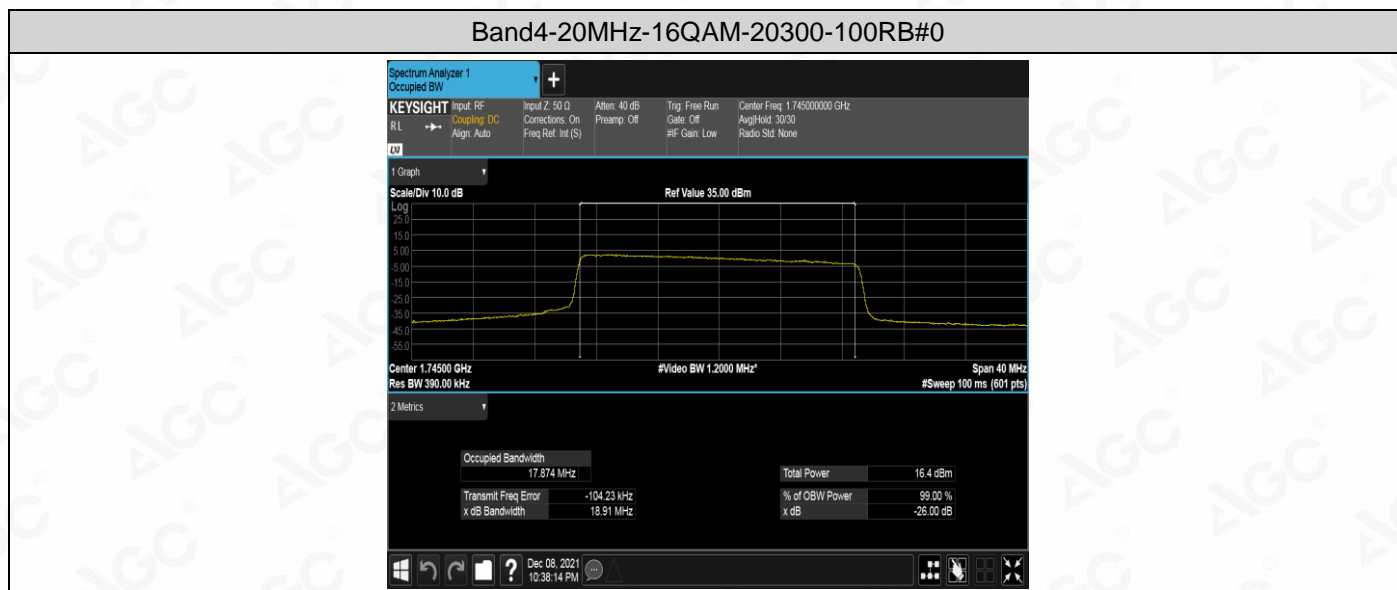 Band4-20MHz-16QAM-20300-100RB#0
Spectrum Analyzer 1
Occupied BW
+
KEYSIGHT Input: RF Input Z: 50 Ω Atten: 40 dB Trig: Free Run Center Freq: 1.745000000 GHz
RL Coupling: DC Corrections: On Preamp: Off Gate: Off Avg|Hold: 30/30
Align: Auto Freq Ref: Int (S) #IF Gain: Low Radio Std: None
LXI
1 Graph
Scale/Div 10.0 dB Ref Value 35.00 dBm
Log
25.0
15.0
5.00
-5.00
-15.0
-25.0
-35.0
-45.0
-55.0
Center 1.74500 GHz #Video BW 1.2000 MHz* Span 40 MHz
Res BW 390.00 kHz #Sweep 100 ms (601 pts)
2 Metrics
Occupied Bandwidth
17.874 MHz Total Power 16.4 dBm
Transmit Freq Error -104.23 kHz % of OBW Power 99.00 %
x dB Bandwidth 18.91 MHz x dB -26.00 dB
? Dec 08, 2021
10:38:14 PM
AGC